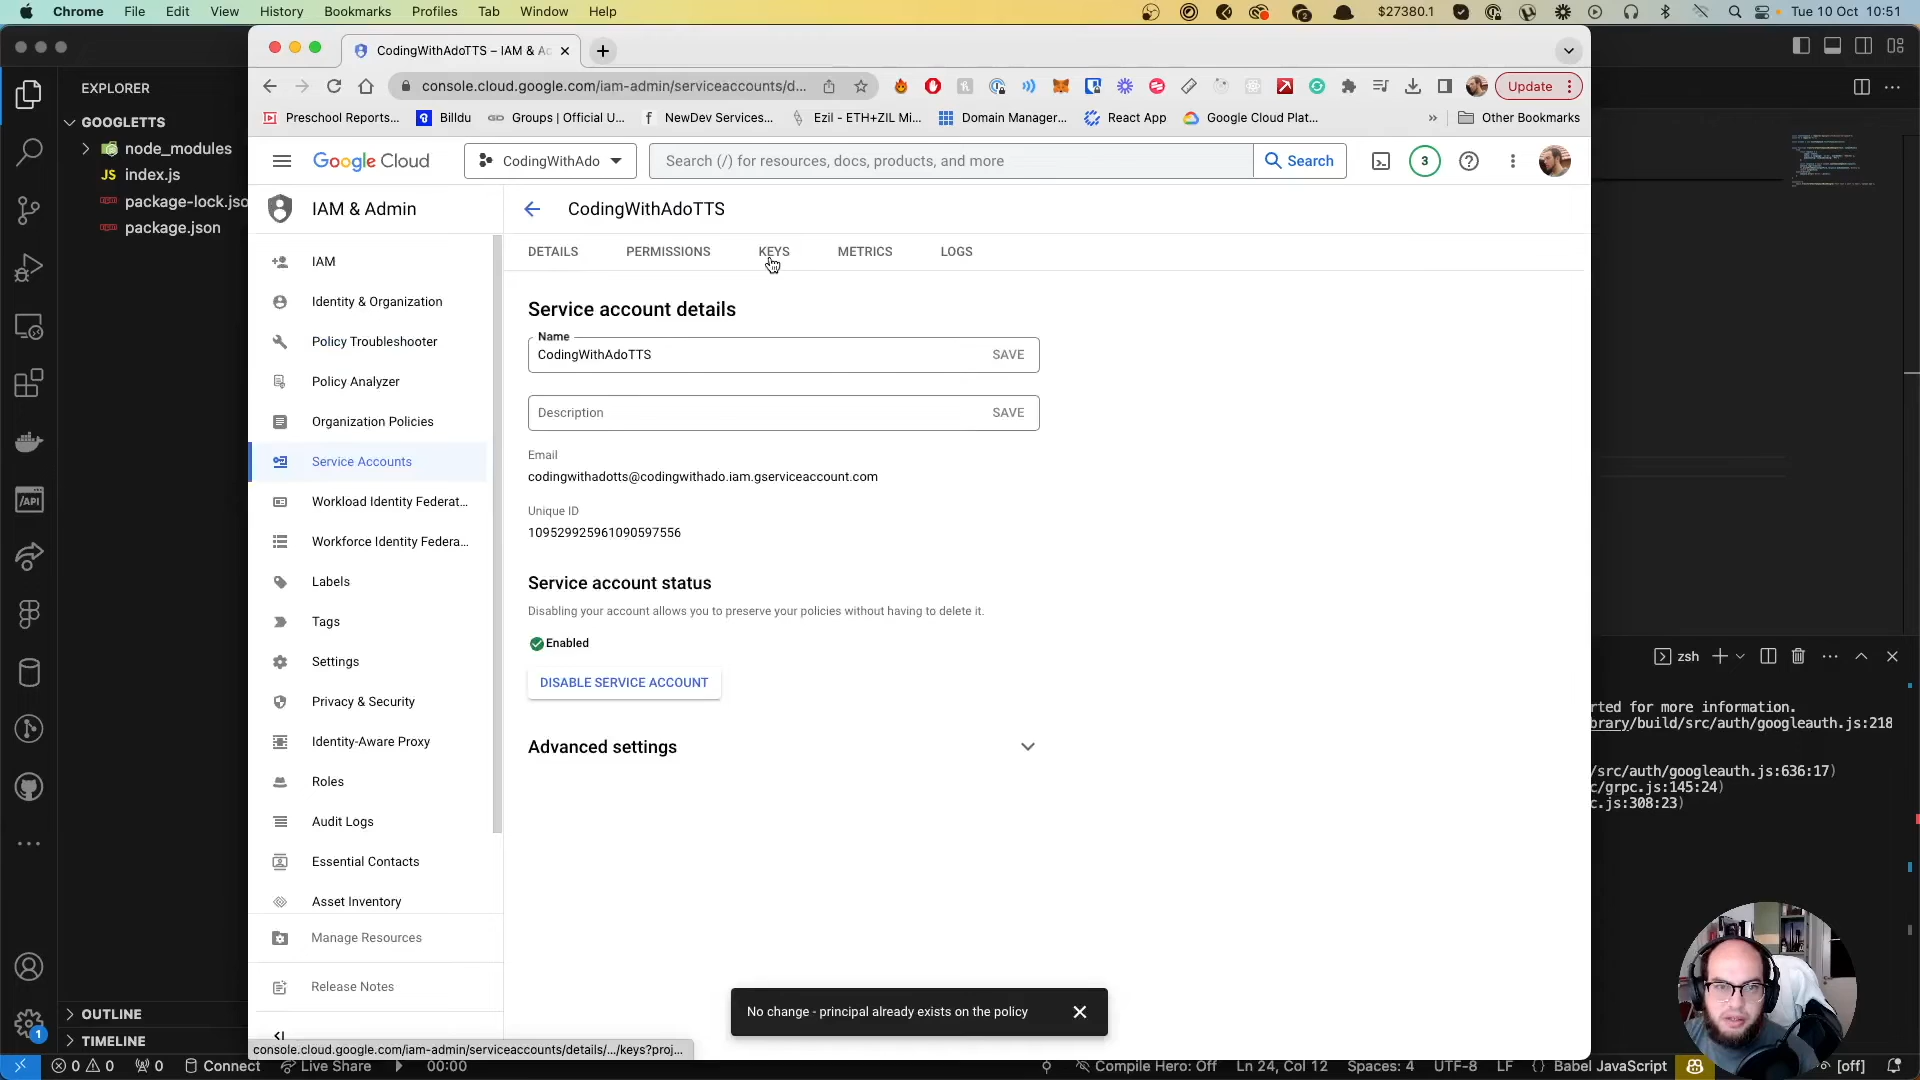 Chrome File Edit View History Bookmarks Profiles Tab Window Help
2 $27380.1 Tue 10 Oct 10:51
CodingWithAdoTTS – IAM & A
console.cloud.google.com/iam-admin/serviceaccounts/d... Update
Preschool Reports... Billdu Groups | Official U... NewDev Services... Ezil - ETH+ZIL Mi... Domain Manager... React App Google Cloud Plat... » Other Bookmarks
EXPLORER
GOOGLETTS
node_modules
JS index.js
package-lock.jso
package.json
OUTLINE
TIMELINE
Google Cloud CodingWithAdo Search (/) for resources, docs, products, and more Search 3
IAM & Admin
IAM
Identity & Organization
Policy Troubleshooter
Policy Analyzer
Organization Policies
Service Accounts
Workload Identity Federat...
Workforce Identity Federa...
Labels
Tags
Settings
Privacy & Security
Identity-Aware Proxy
Roles
Audit Logs
Essential Contacts
Asset Inventory
Manage Resources
Release Notes
CodingWithAdoTTS
DETAILS PERMISSIONS KEYS METRICS LOGS
Service account details
Name
CodingWithAdoTTS SAVE
Description SAVE
Email
codingwithadotts@codingwithado.iam.gserviceaccount.com
Unique ID
109529925961090597556
Service account status
Disabling your account allows you to preserve your policies without having to delete it.
Enabled
DISABLE SERVICE ACCOUNT
Advanced settings
No change - principal already exists on the policy
console.cloud.google.com/iam-admin/serviceaccounts/details/.../keys?proj...
zsh
rted for more information.
brary/build/src/auth/googleauth.js:218
/src/auth/googleauth.js:636:17)
c/grpc.js:145:24)
c.js:308:23)
/API
1
0 0 0 Connect Live Share 00:00 Compile Hero: Off Ln 24, Col 12 Spaces: 4 UTF-8 LF {} Babel JavaScript [off]